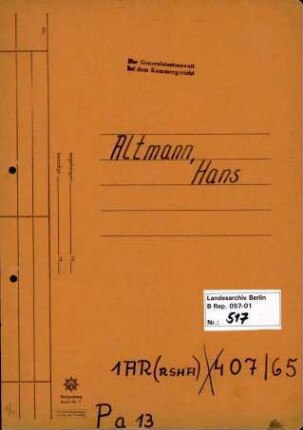 Der Generalstaatsanwalt
bei dem Kammergericht
Altmann,
Hans
Landesarchiv Berlin
B Rep. 057-01
Nr.: 517
1AR (RSHA) 407/65
Pa 13